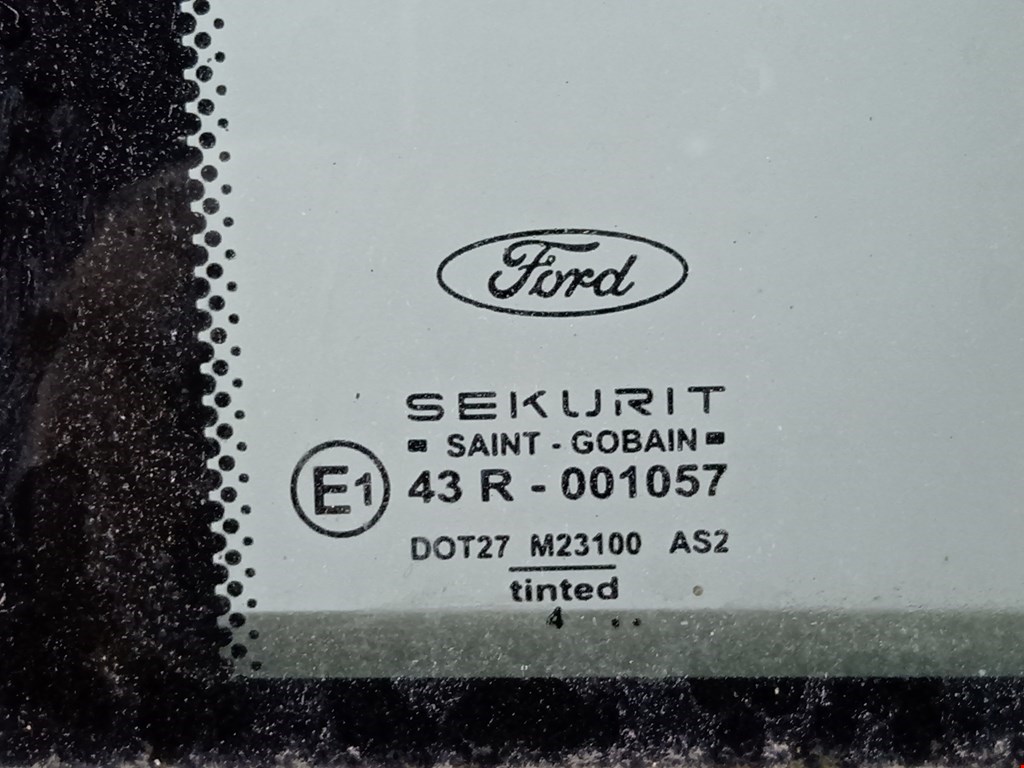 Ford
SEKURIT
SAINT - GOBAIN
E1 43 R - 001057
DOT27 M23100 AS2
tinted
4 . .